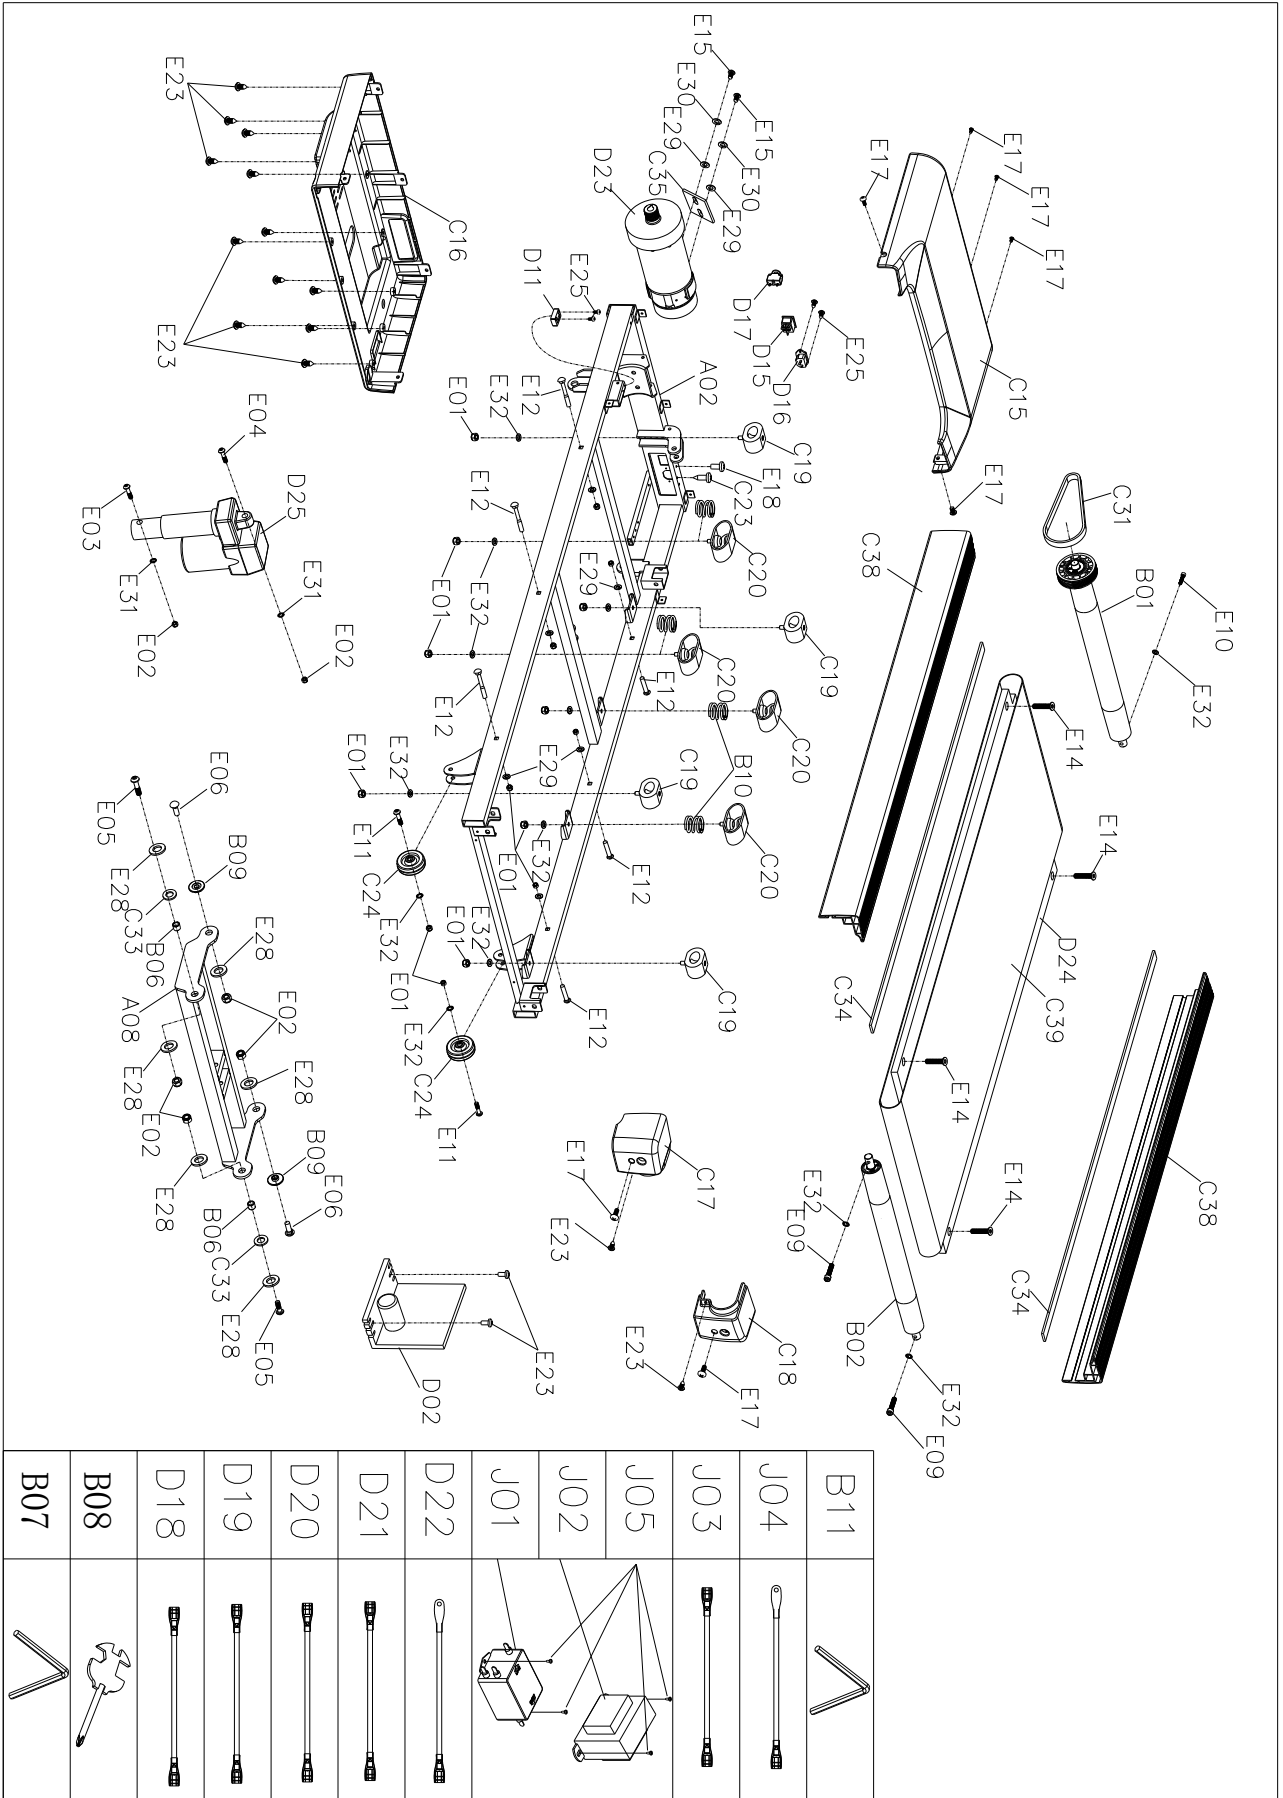 E15
E30
E29
C35
D23
E15
E30
E29
E17
E17
E17
E17
C15
E17
D17
D15
D16
E25
E25
D11
A02
E23
C16
E23
E12
E32
E01
C19
E18
C23
C31
B01
E10
E32
C38
E04
D25
E03
E31
E02
E31
E02
E12
E32
E01
C20
E29
E32
E01
C20
C19
E12
E12
C20
B10
E29
C19
C20
E32
E01
E14
E14
D24
C39
C34
E14
E14
C38
C34
E06
E05
E28
C33
B09
B06
A08
E28
E02
E28
E02
E28
E28
B09
E06
B06
C33
E28
E05
E11
C24
E32
E01
E01
E32
E12
E01
E32
C19
E12
E32
C24
E11
C17
E17
E23
C18
E23
E17
D02
E23
E32
E09
B02
E32
E09
B11
J04
J03
J05
J02
J01
D22
D21
D20
D19
D18
B08
B07